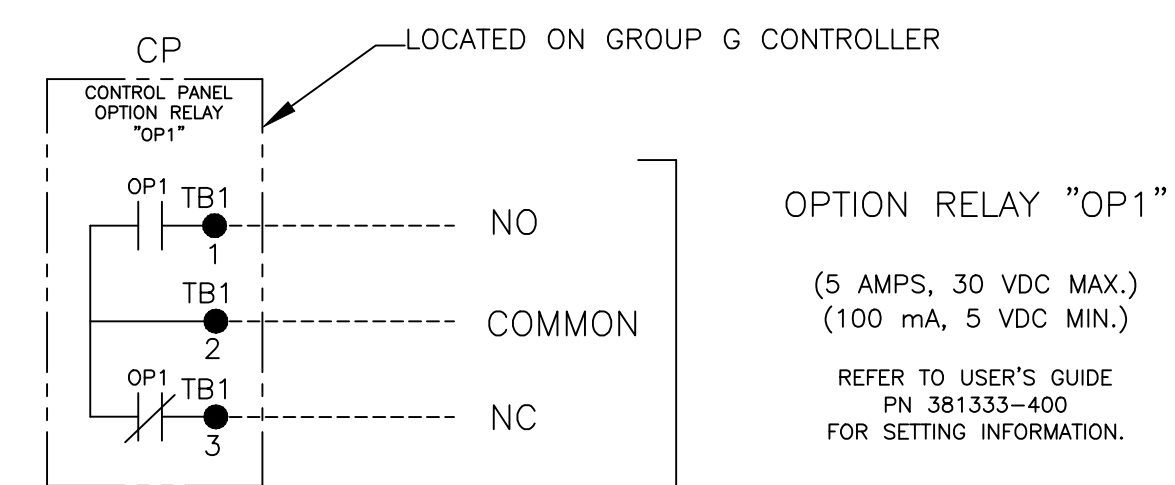 CP
LOCATED ON GROUP G CONTROLLER
CONTROL PANEL
OPTION RELAY
"OP1"
OP1
TB1
1
NO
TB1
2
COMMON
OP1
TB1
3
NC
OPTION RELAY "OP1"
(5 AMPS, 30 VDC MAX.)
(100 mA, 5 VDC MIN.)
REFER TO USER'S GUIDE
PN 381333-400
FOR SETTING INFORMATION.